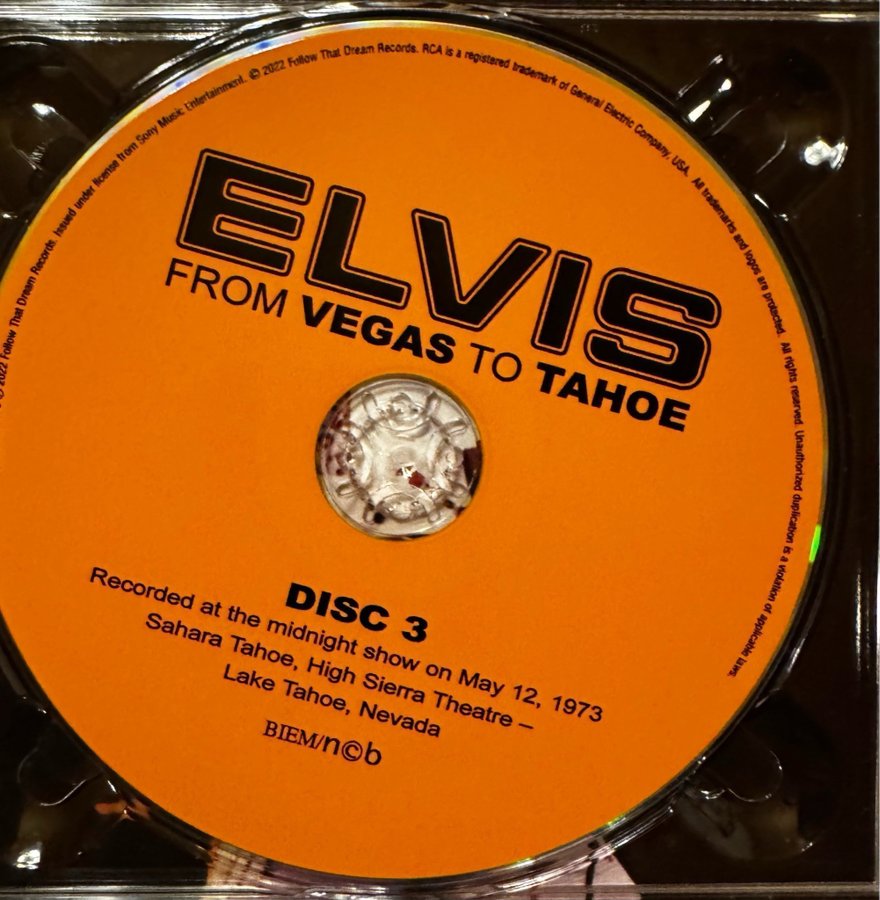 ℗ 2022 Follow That Dream Records. Issued under license from Sony Music Entertainment. © 2022 Follow That Dream Records. RCA is a registered trademark of General Electric Company, USA. All trademarks and logos are protected. All rights reserved. Unauthorized duplication is a violation of applicable laws.
ELVIS
FROM VEGAS TO TAHOE
DISC 3
Recorded at the midnight show on May 12, 1973
Sahara Tahoe, High Sierra Theatre –
Lake Tahoe, Nevada
BIEM/n©b